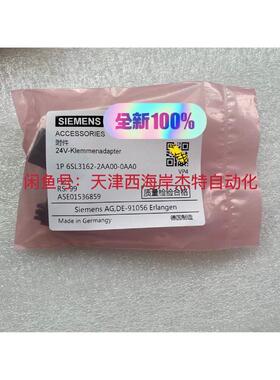 SIEMENS
全新100%
ACCESSORIES
附件
24V-Klemmenadapter
VP4
1P 6SL3162-2AA00-0AA0
闲鱼号：天津西海岸杰特自动化
RS-99
A5E01536859
质量检验合格
Siemens AG,DE-91056 Erlangen
Made in Germangy
德国制造